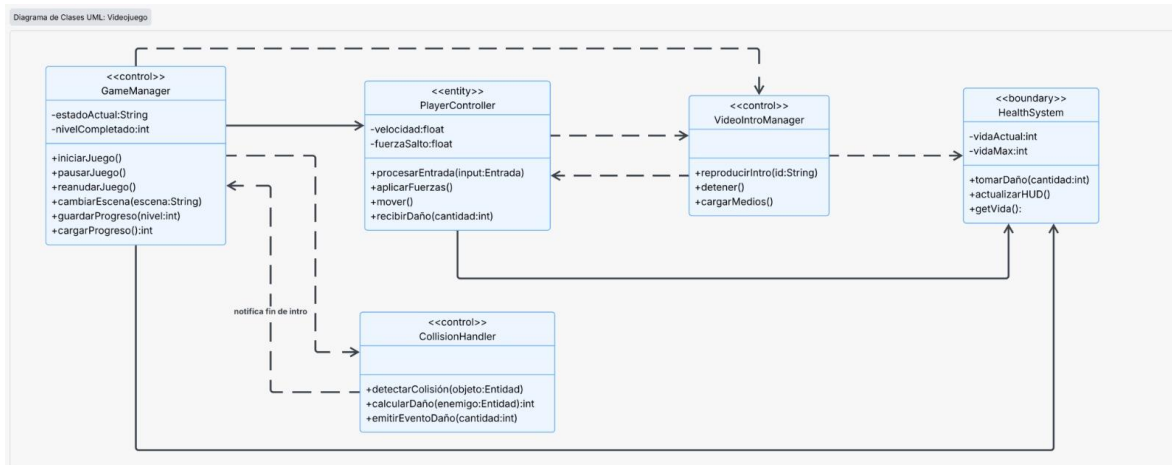 Diagrama de Clases UML: Videojuego
<<control>>
GameManager
-estadoActual:String
-nivelCompletado:int
+iniciarJuego()
+pausarJuego()
+reanudarJuego()
+cambiarEscena(escena:String)
+guardarProgreso(nivel:int)
+cargarProgreso():int
<<entity>>
PlayerController
-velocidad:float
-fuerzaSalto:float
+procesarEntrada(input:Entrada)
+aplicarFuerzas()
+mover()
+recibirDaño(cantidad:int)
<<control>>
VideoIntroManager
+reproducirIntro(id:String)
+detener()
+cargarMedios()
<<boundary>>
HealthSystem
-vidaActual:int
-vidaMax:int
+tomarDaño(cantidad:int)
+actualizarHUD()
+getVida():
notifica fin de intro
<<control>>
CollisionHandler
+detectarColisión(objeto:Entidad)
+calcularDaño(enemigo:Entidad):int
+emitirEventoDaño(cantidad:int)